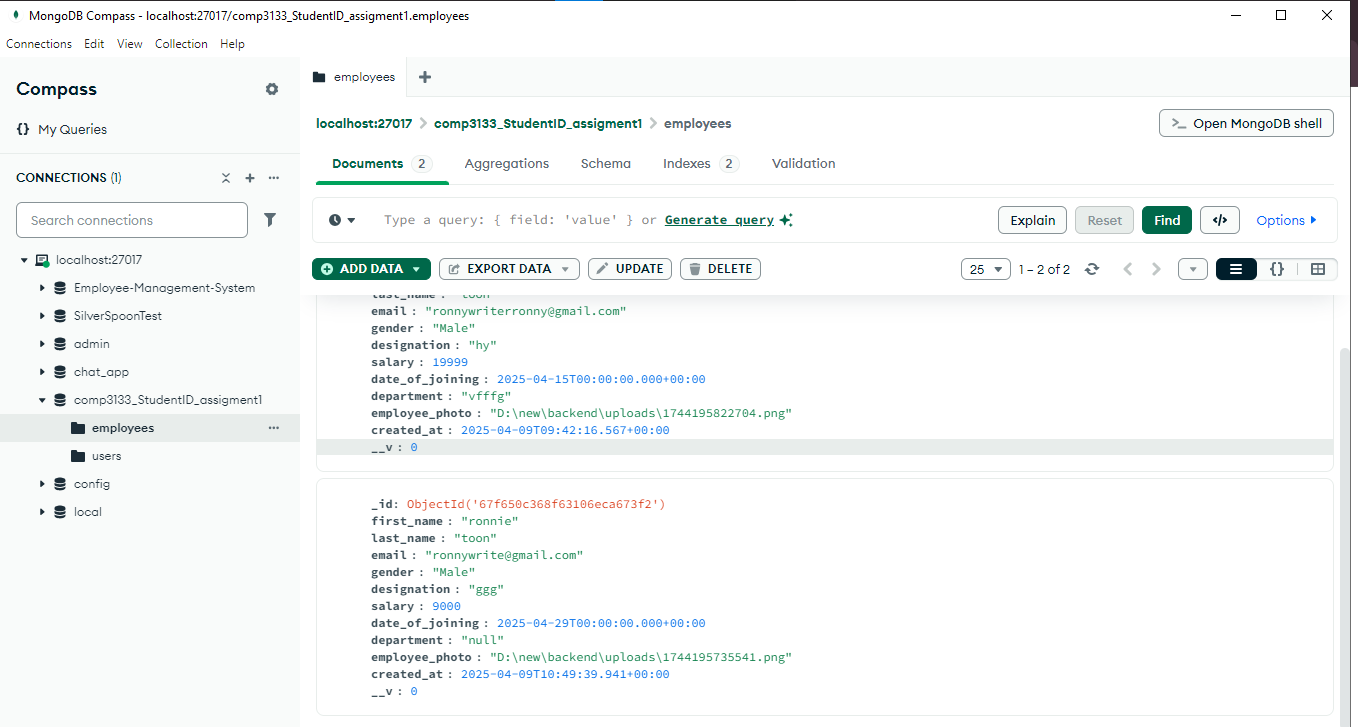 MongoDB Compass - localhost:27017/comp3133_StudentID_assigment1.employees
Connections Edit View Collection Help
Compass
{} My Queries
CONNECTIONS (1)
Search connections
localhost:27017
Employee-Management-System
SilverSpoonTest
admin
chat_app
comp3133_StudentID_assigment1
employees
users
config
local
employees
localhost:27017 > comp3133_StudentID_assigment1 > employees
>_ Open MongoDB shell
Documents 2 Aggregations Schema Indexes 2 Validation
Type a query: { field: 'value' } or Generate query
Explain Reset Find </> Options
ADD DATA EXPORT DATA UPDATE DELETE
25 1 – 2 of 2 {}
last_name : "toon"
email : "ronnywriterronny@gmail.com"
gender : "Male"
designation : "hy"
salary : 19999
date_of_joining : 2025-04-15T00:00:00.000+00:00
department : "vfffg"
employee_photo : "D:\new\backend\uploads\1744195822704.png"
created_at : 2025-04-09T09:42:16.567+00:00
__v : 0
_id: ObjectId('67f650c368f63106eca673f2')
first_name : "ronnie"
last_name : "toon"
email : "ronnywrite@gmail.com"
gender : "Male"
designation : "ggg"
salary : 9000
date_of_joining : 2025-04-29T00:00:00.000+00:00
department : "null"
employee_photo : "D:\new\backend\uploads\1744195735541.png"
created_at : 2025-04-09T10:49:39.941+00:00
__v : 0